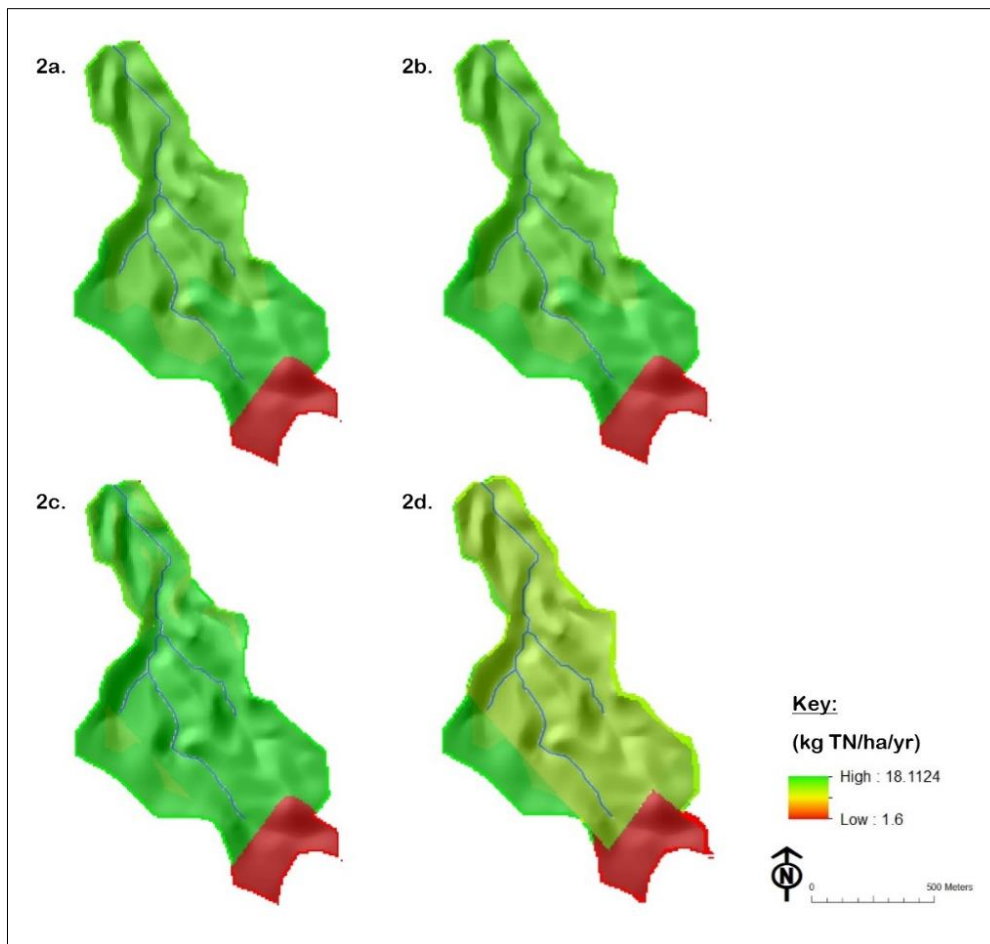 2a.
2b.
2c.
2d.
Key:
(kg TN/ha/yr)
High : 18.1124
Low : 1.6
N
0
500 Meters